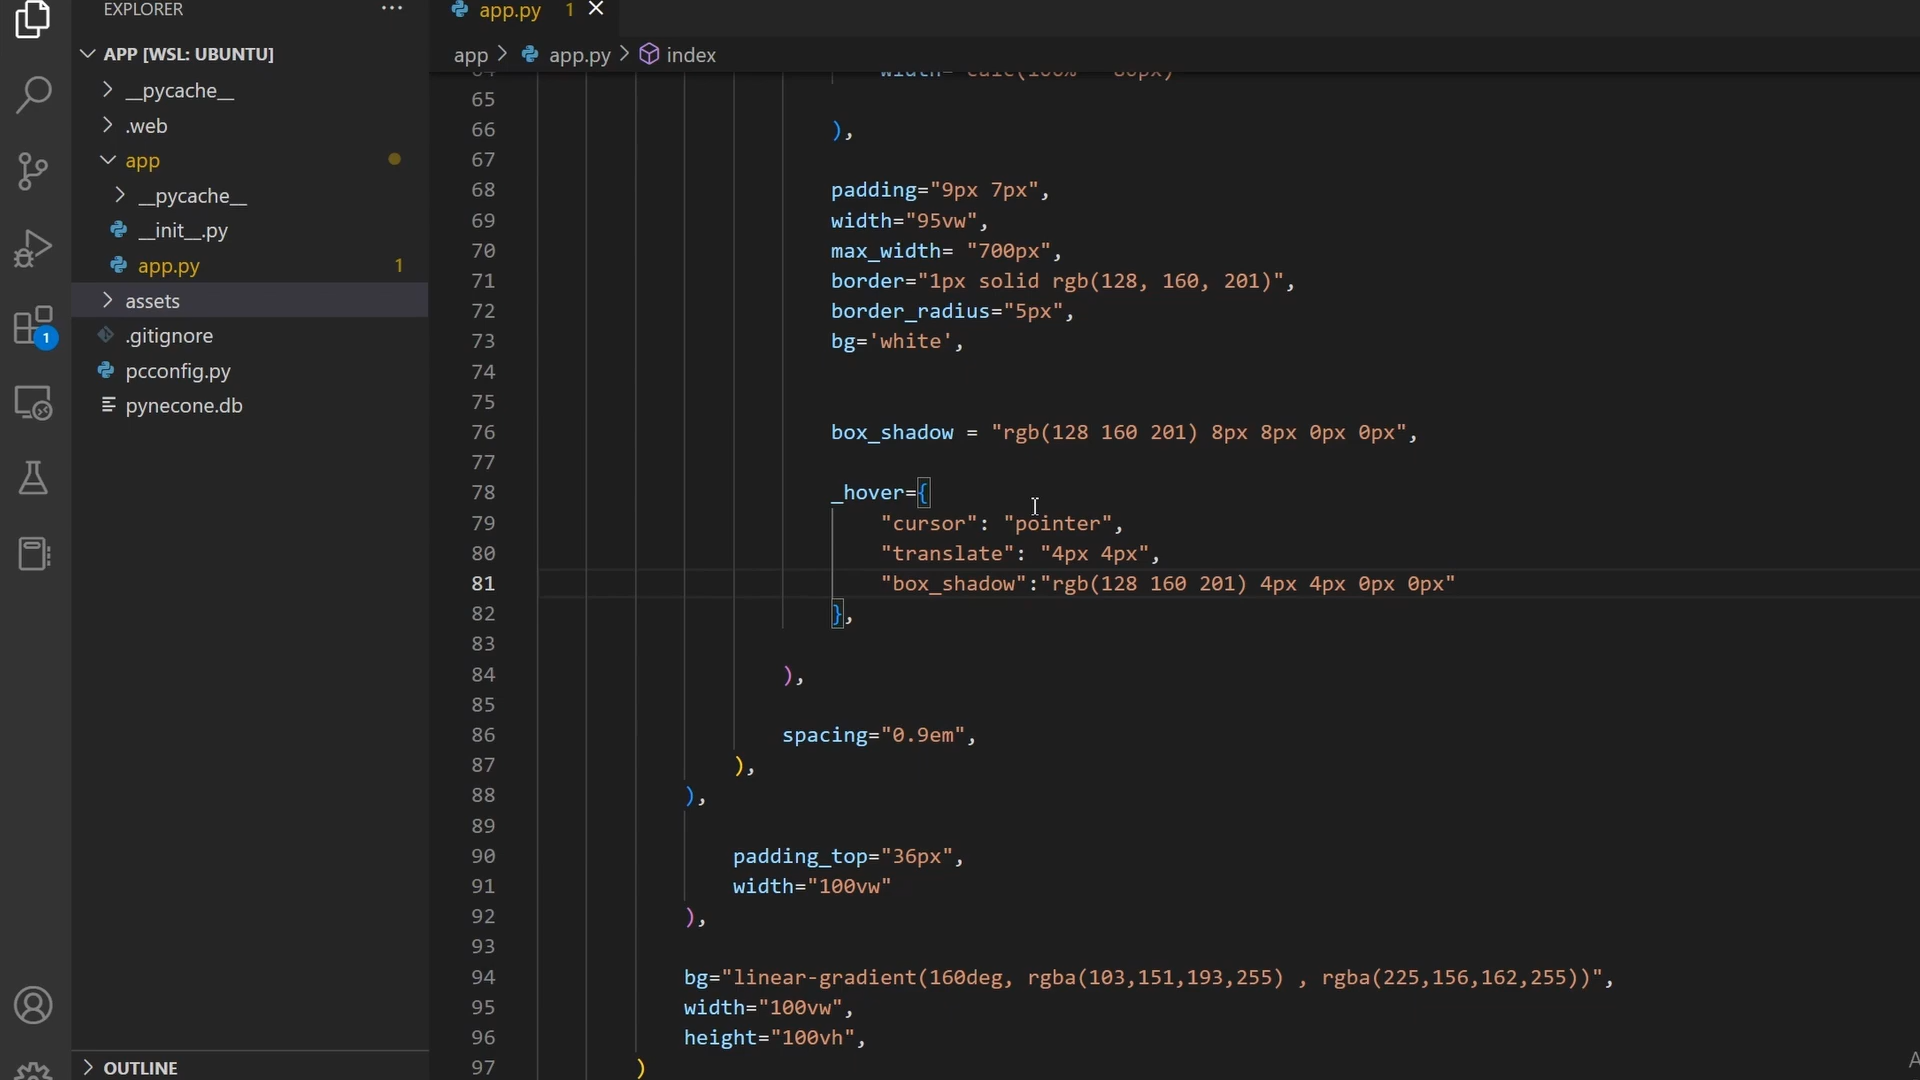 EXPLORER
APP [WSL: UBUNTU]
__pycache__
.web
app
__pycache__
__init__.py
app.py 1
assets
.gitignore
pcconfig.py
pynecone.db
OUTLINE
1
app.py 1
app > app.py > index
65
66 ),
67
68 padding="9px 7px",
69 width="95vw",
70 max_width= "700px",
71 border="1px solid rgb(128, 160, 201)",
72 border_radius="5px",
73 bg='white',
74
75
76 box_shadow = "rgb(128 160 201) 8px 8px 0px 0px",
77
78 _hover={
79 "cursor": "pointer",
80 "translate": "4px 4px",
81 "box_shadow":"rgb(128 160 201) 4px 4px 0px 0px"
82 },
83
84 ),
85
86 spacing="0.9em",
87 ),
88 ),
89
90 padding_top="36px",
91 width="100vw"
92 ),
93
94 bg="linear-gradient(160deg, rgba(103,151,193,255) , rgba(225,156,162,255))",
95 width="100vw",
96 height="100vh",
97 )